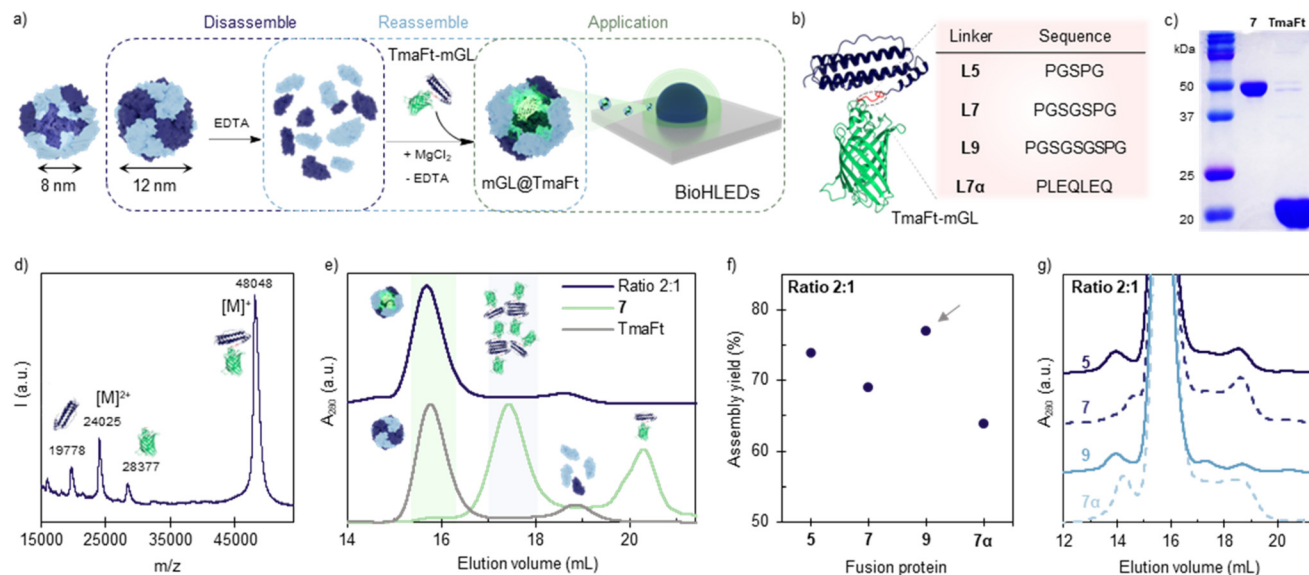 a)
Disassemble
Reassemble
Application
TmaFt-mGL
EDTA
+ MgCl2
- EDTA
8 nm
12 nm
mGL@TmaFt
BioHLEDs
b)
Linker Sequence
L5 PGSPG
L7 PGSGSPG
L9 PGSGSGSPG
L7α PLEQLEQ
TmaFt-mGL
c)
7 TmaFt
kDa
50
37
25
20
d)
48048
[M]+
[M]2+
24025
19778
28377
I (a.u.)
15000 25000 35000 45000
m/z
e)
Ratio 2:1
7
TmaFt
A280 (a.u.)
14 16 18 20
Elution volume (mL)
f)
Ratio 2:1
Assembly yield (%)
80
70
60
50
5 7 9 7α
Fusion protein
g)
Ratio 2:1
A280 (a.u.)
5
7
9
7α
12 14 16 18 20
Elution volume (mL)